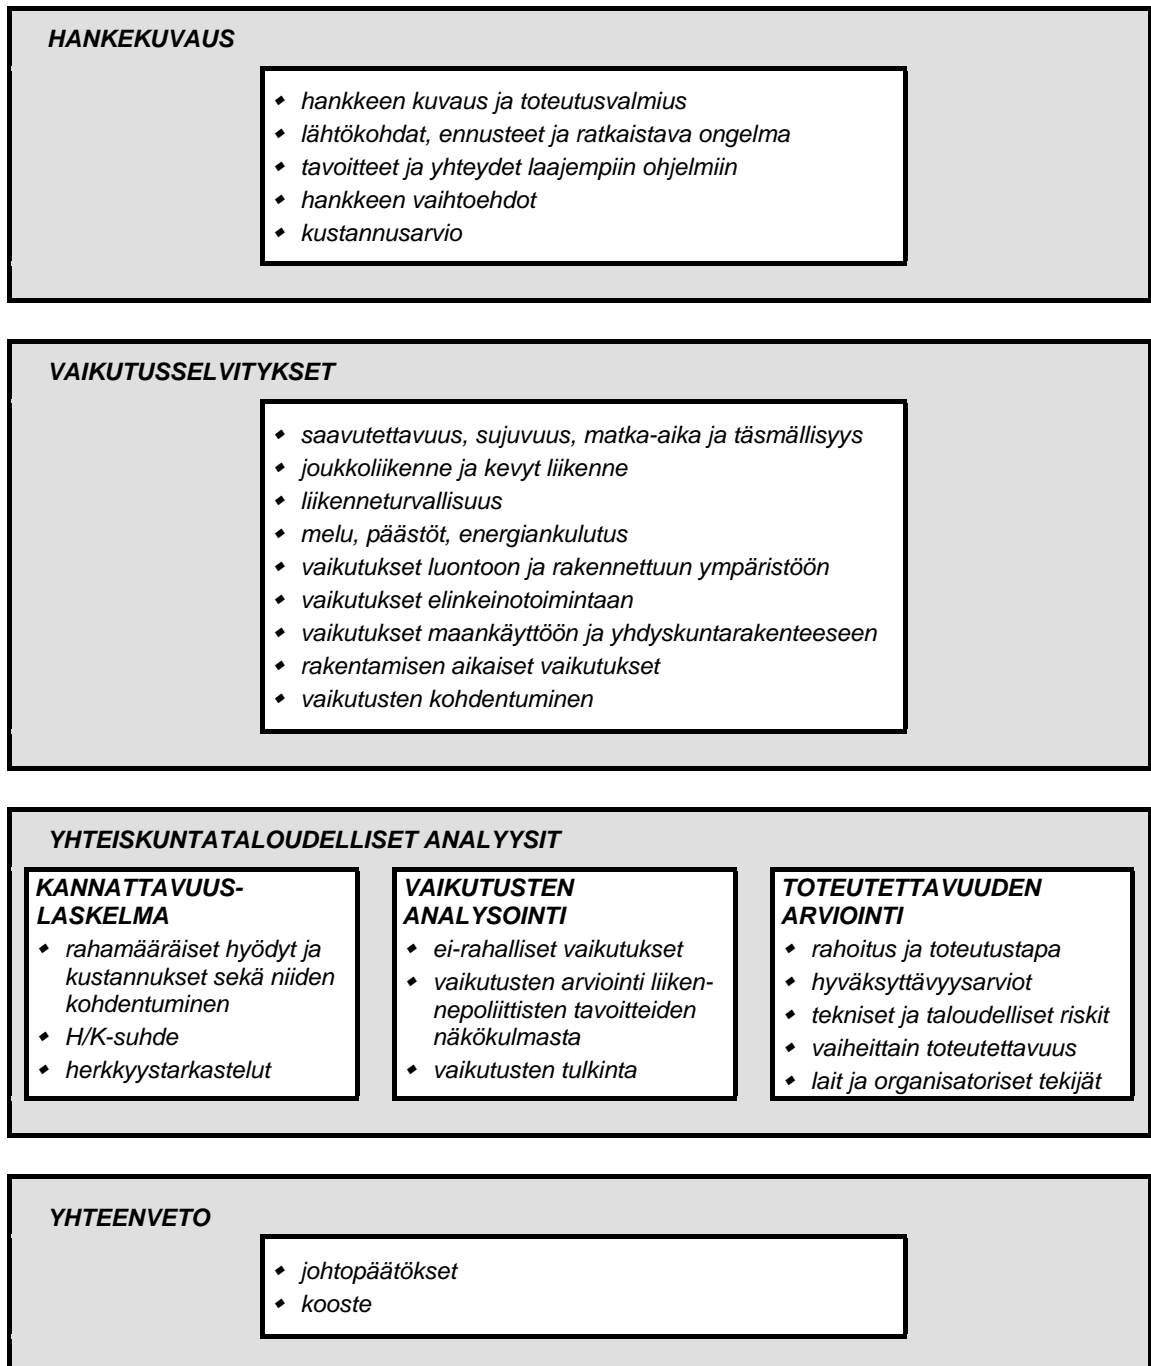 HANKEKUVAUS
◆ hankkeen kuvaus ja toteutusvalmius
◆ lähtökohdat, ennusteet ja ratkaistava ongelma
◆ tavoitteet ja yhteydet laajempiin ohjelmiin
◆ hankkeen vaihtoehdot
◆ kustannusarvio
VAIKUTUSSELVITYKSET
◆ saavutettavuus, sujuvuus, matka-aika ja täsmällisyys
◆ joukkoliikenne ja kevyt liikenne
◆ liikenneturvallisuus
◆ melu, päästöt, energiankulutus
◆ vaikutukset luontoon ja rakennettuun ympäristöön
◆ vaikutukset elinkeinotoimintaan
◆ vaikutukset maankäyttöön ja yhdyskuntarakenteeseen
◆ rakentamisen aikaiset vaikutukset
◆ vaikutusten kohdentuminen
YHTEISKUNTATALOUDELLISET ANALYYSIT
KANNATTAVUUS-
LASKELMA
◆ rahamääräiset hyödyt ja
kustannukset sekä niiden
kohdentuminen
◆ H/K-suhde
◆ herkkyystarkastelut
VAIKUTUSTEN
ANALYSOINTI
◆ ei-rahalliset vaikutukset
◆ vaikutusten arviointi liiken-
nepoliittisten tavoitteiden
näkökulmasta
◆ vaikutusten tulkinta
TOTEUTETTAVUUDEN
ARVIOINTI
◆ rahoitus ja toteutustapa
◆ hyväksyttävyysarviot
◆ tekniset ja taloudelliset riskit
◆ vaiheittain toteutettavuus
◆ lait ja organisatoriset tekijät
YHTEENVETO
◆ johtopäätökset
◆ kooste